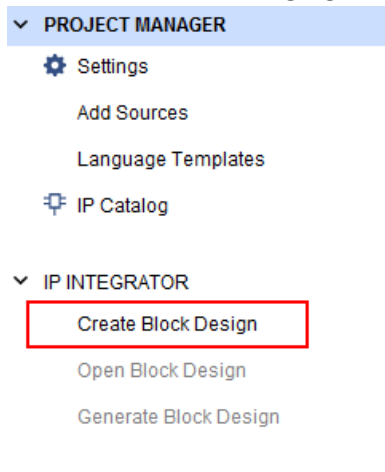 PROJECT MANAGER
Settings
Add Sources
Language Templates
IP Catalog
IP INTEGRATOR
Create Block Design
Open Block Design
Generate Block Design